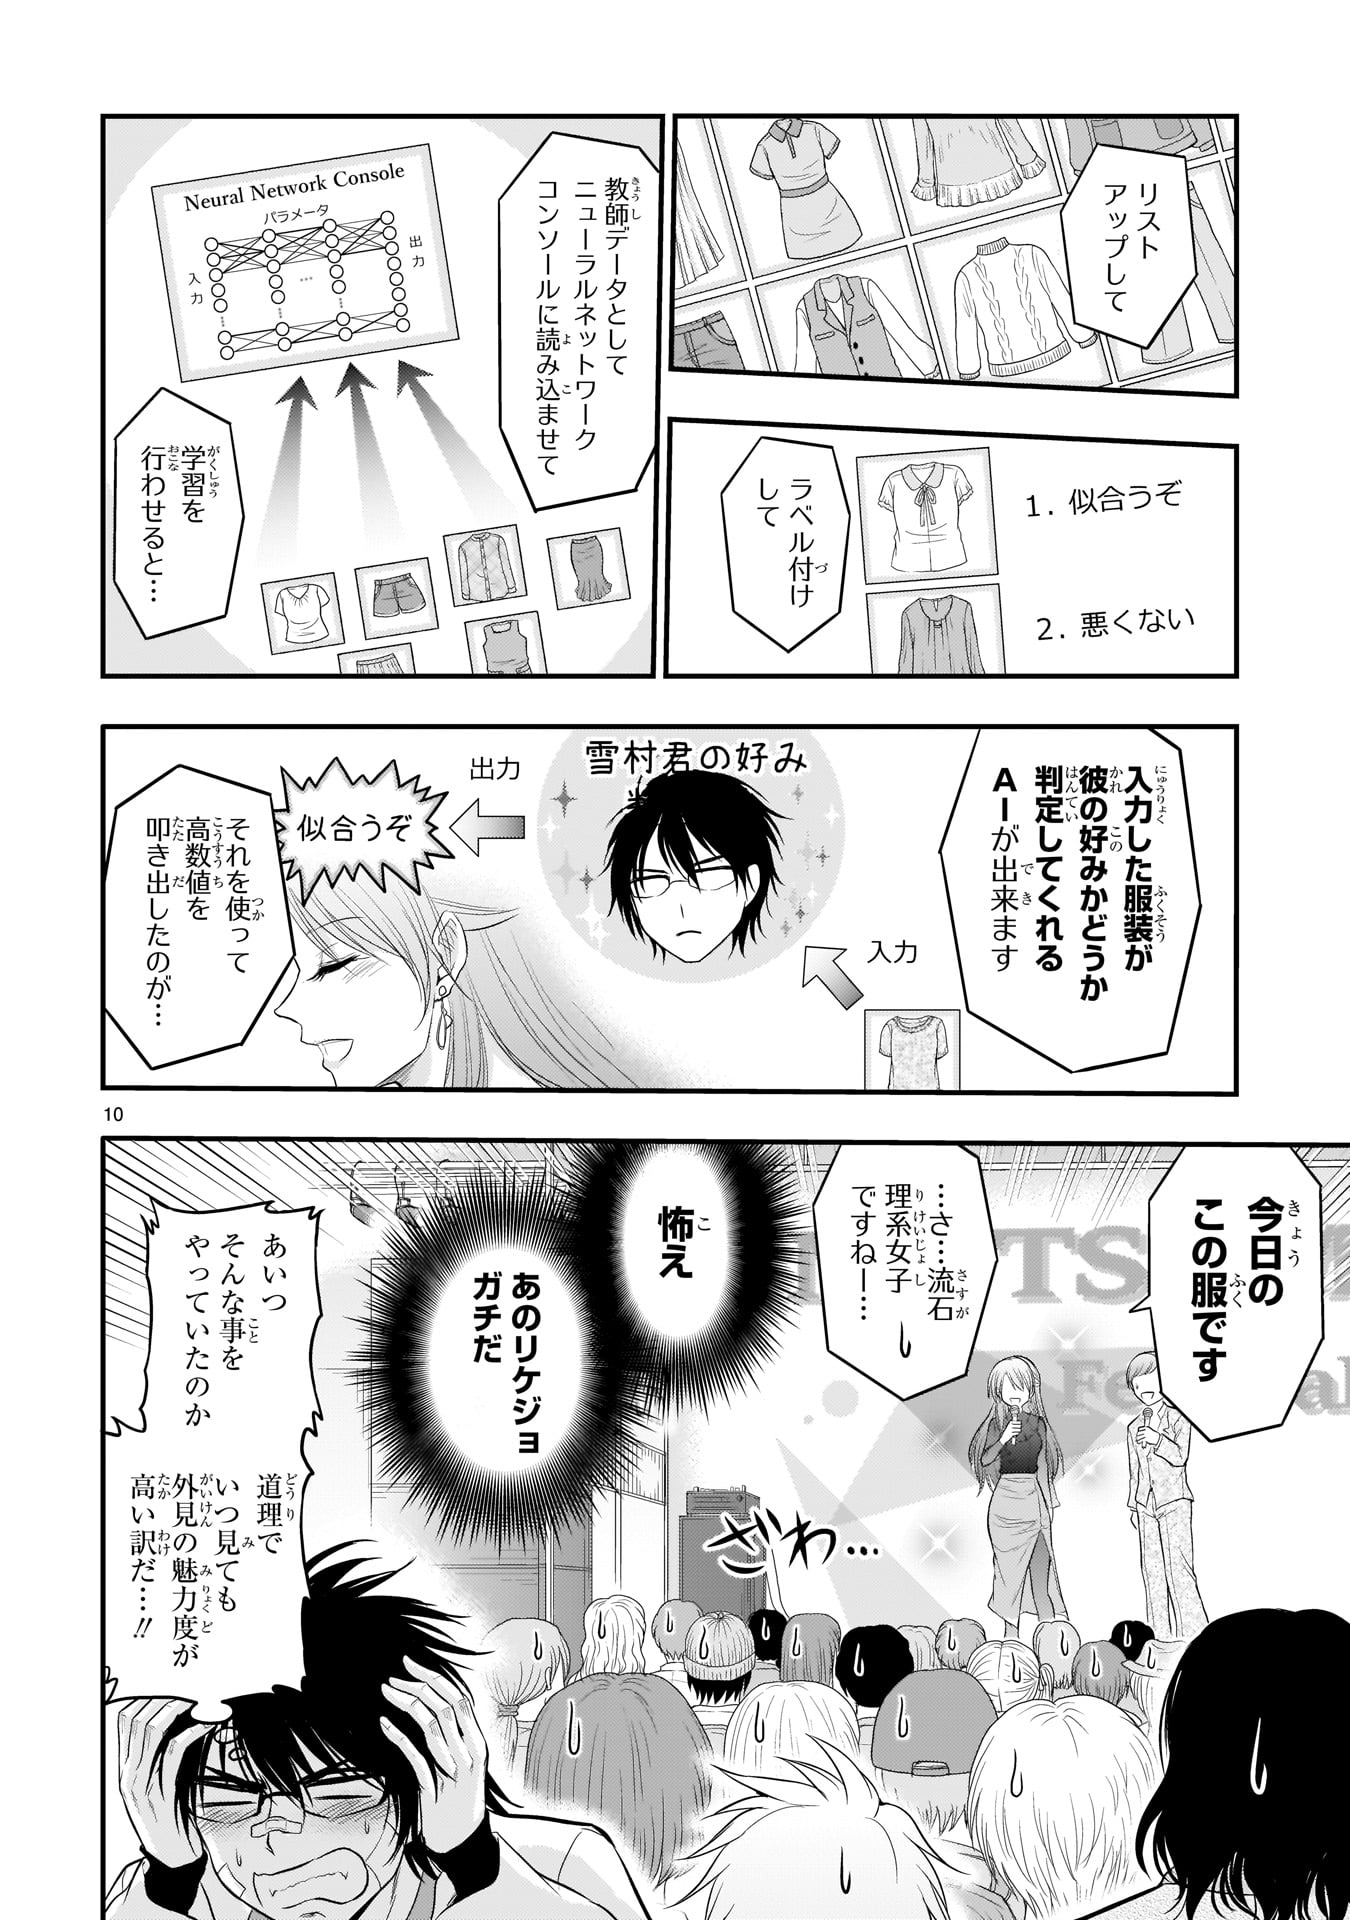 リスト
アップして
ラベル付け
して
1. 似合うぞ
2. 悪くない
教師データとして
ニューラルネットワーク
コンソールに読み込ませて
Neural Network Console
パラメータ
入力
出力
学習を
行わせると…
入力した服装が
彼の好みかどうか
判定してくれる
AIが出来ます
雪村君の好み
入力
出力
似合うぞ
それを使って
高数値を
叩き出したのが…
10
今日の
この服です
…さ…流石
理系女子
ですねー…
TS
Fe
al
怖え
あのリケジョ
ガチだ
ざわ…
あいつ
そんな事を
やっていたのか
道理で
いつ見ても
外見の魅力度が
高い訳だ…!!